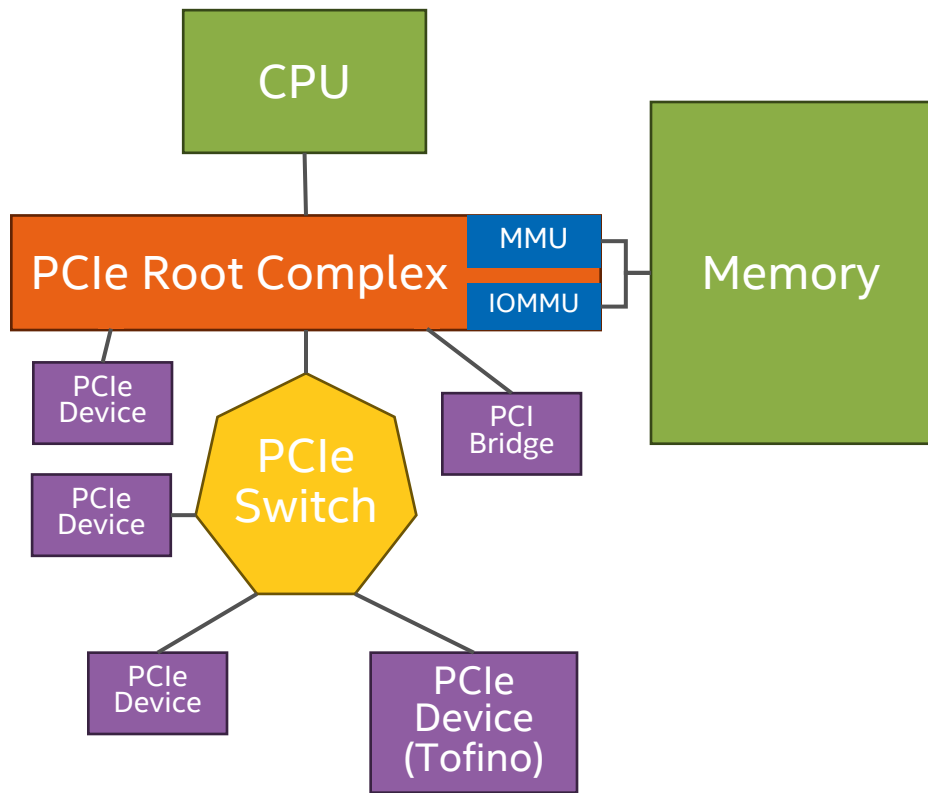 CPU
MMU
PCIe Root Complex
IOMMU
Memory
PCIe
Device
PCIe
Switch
PCI
Bridge
PCIe
Device
PCIe
Device
PCIe
Device
(Tofino)